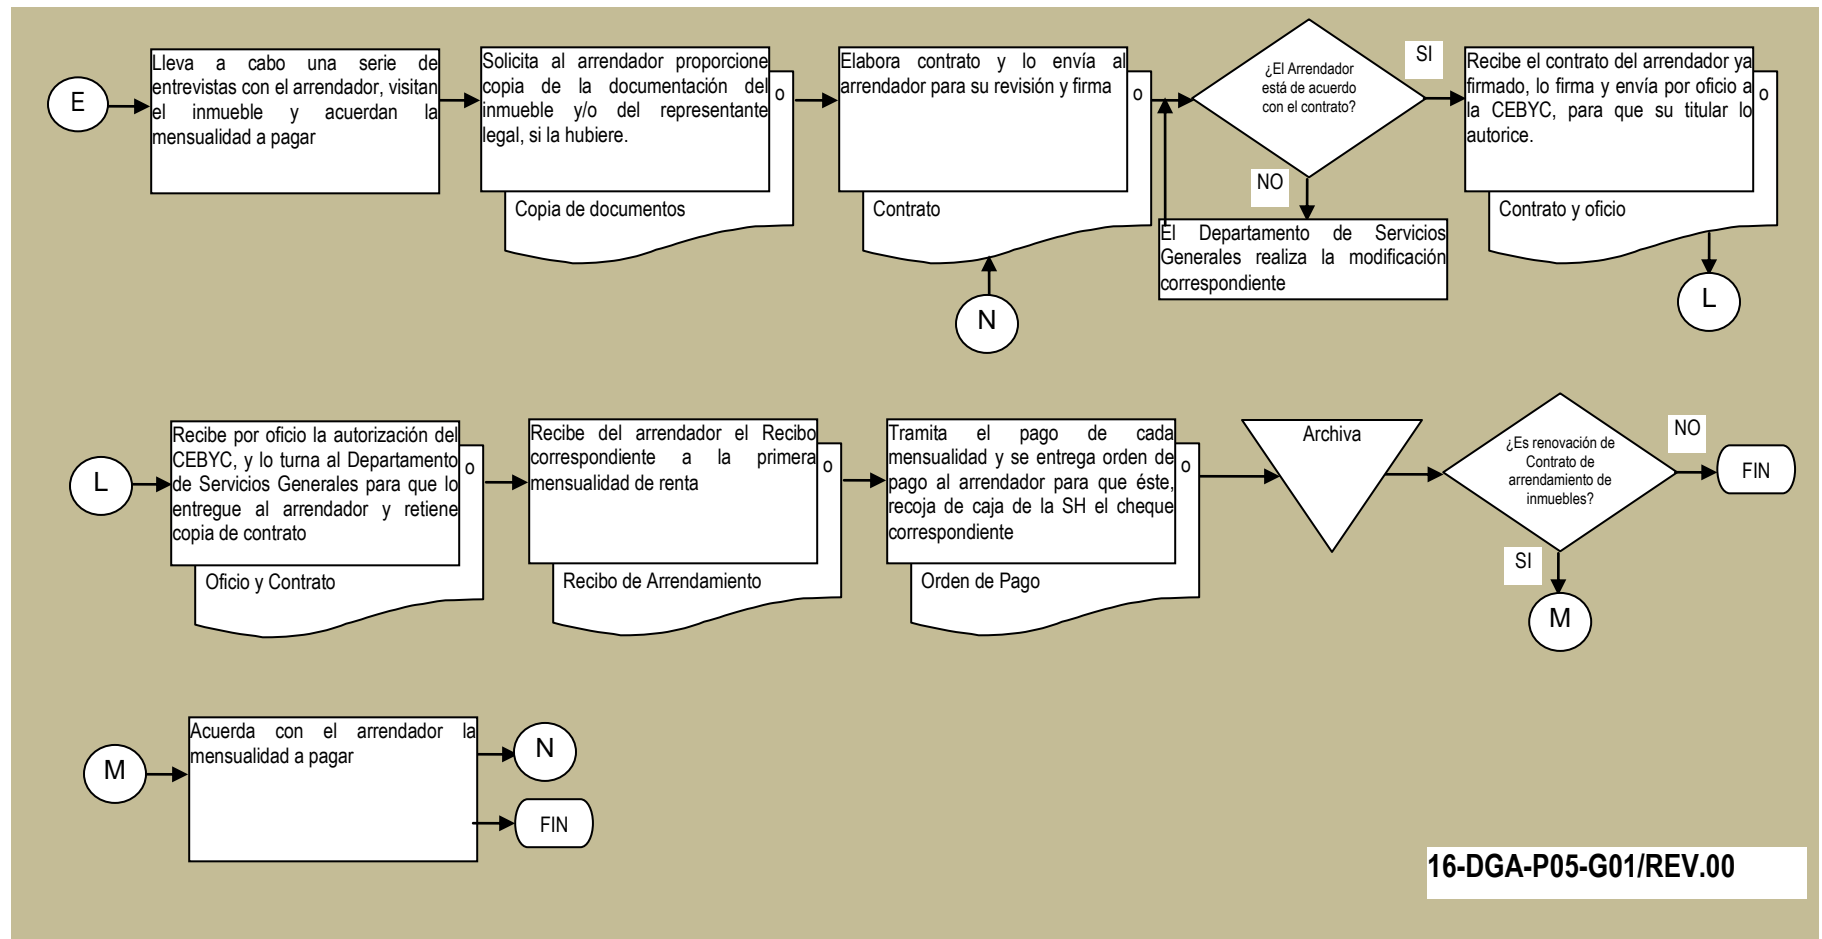 E
Lleva a cabo una serie de
entrevistas con el arrendador, visitan
el inmueble y acuerdan la
mensualidad a pagar
Solicita al arrendador proporcione
copia de la documentación del
inmueble y/o del representante
legal, si la hubiere.
o
Copia de documentos
Elabora contrato y lo envía al
arrendador para su revisión y firma
o
Contrato
N
¿El Arrendador
está de acuerdo
con el contrato?
SI
NO
El Departamento de Servicios
Generales realiza la modificación
correspondiente
Recibe el contrato del arrendador ya
firmado, lo firma y envía por oficio a
la CEBYC, para que su titular lo
autorice.
o
Contrato y oficio
L
L
Recibe por oficio la autorización del
CEBYC, y lo turna al Departamento
de Servicios Generales para que lo
entregue al arrendador y retiene
copia de contrato
o
Oficio y Contrato
Recibe del arrendador el Recibo
correspondiente a la primera
mensualidad de renta
o
Recibo de Arrendamiento
Tramita el pago de cada
mensualidad y se entrega orden de
pago al arrendador para que éste,
recoja de caja de la SH el cheque
correspondiente
o
Orden de Pago
Archiva
¿Es renovación de
Contrato de
arrendamiento de
inmuebles?
NO
FIN
SI
M
M
Acuerda con el arrendador la
mensualidad a pagar
N
FIN
16-DGA-P05-G01/REV.00